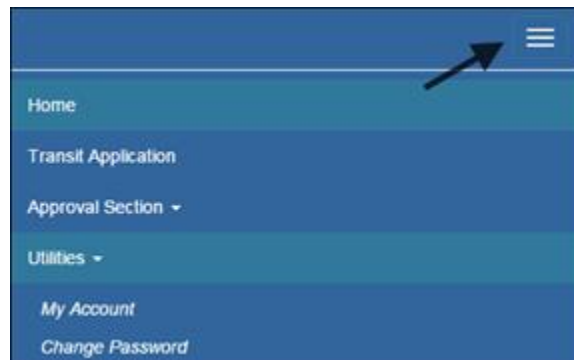 Home
Transit Application
Approval Section
Utilities
My Account
Change Password